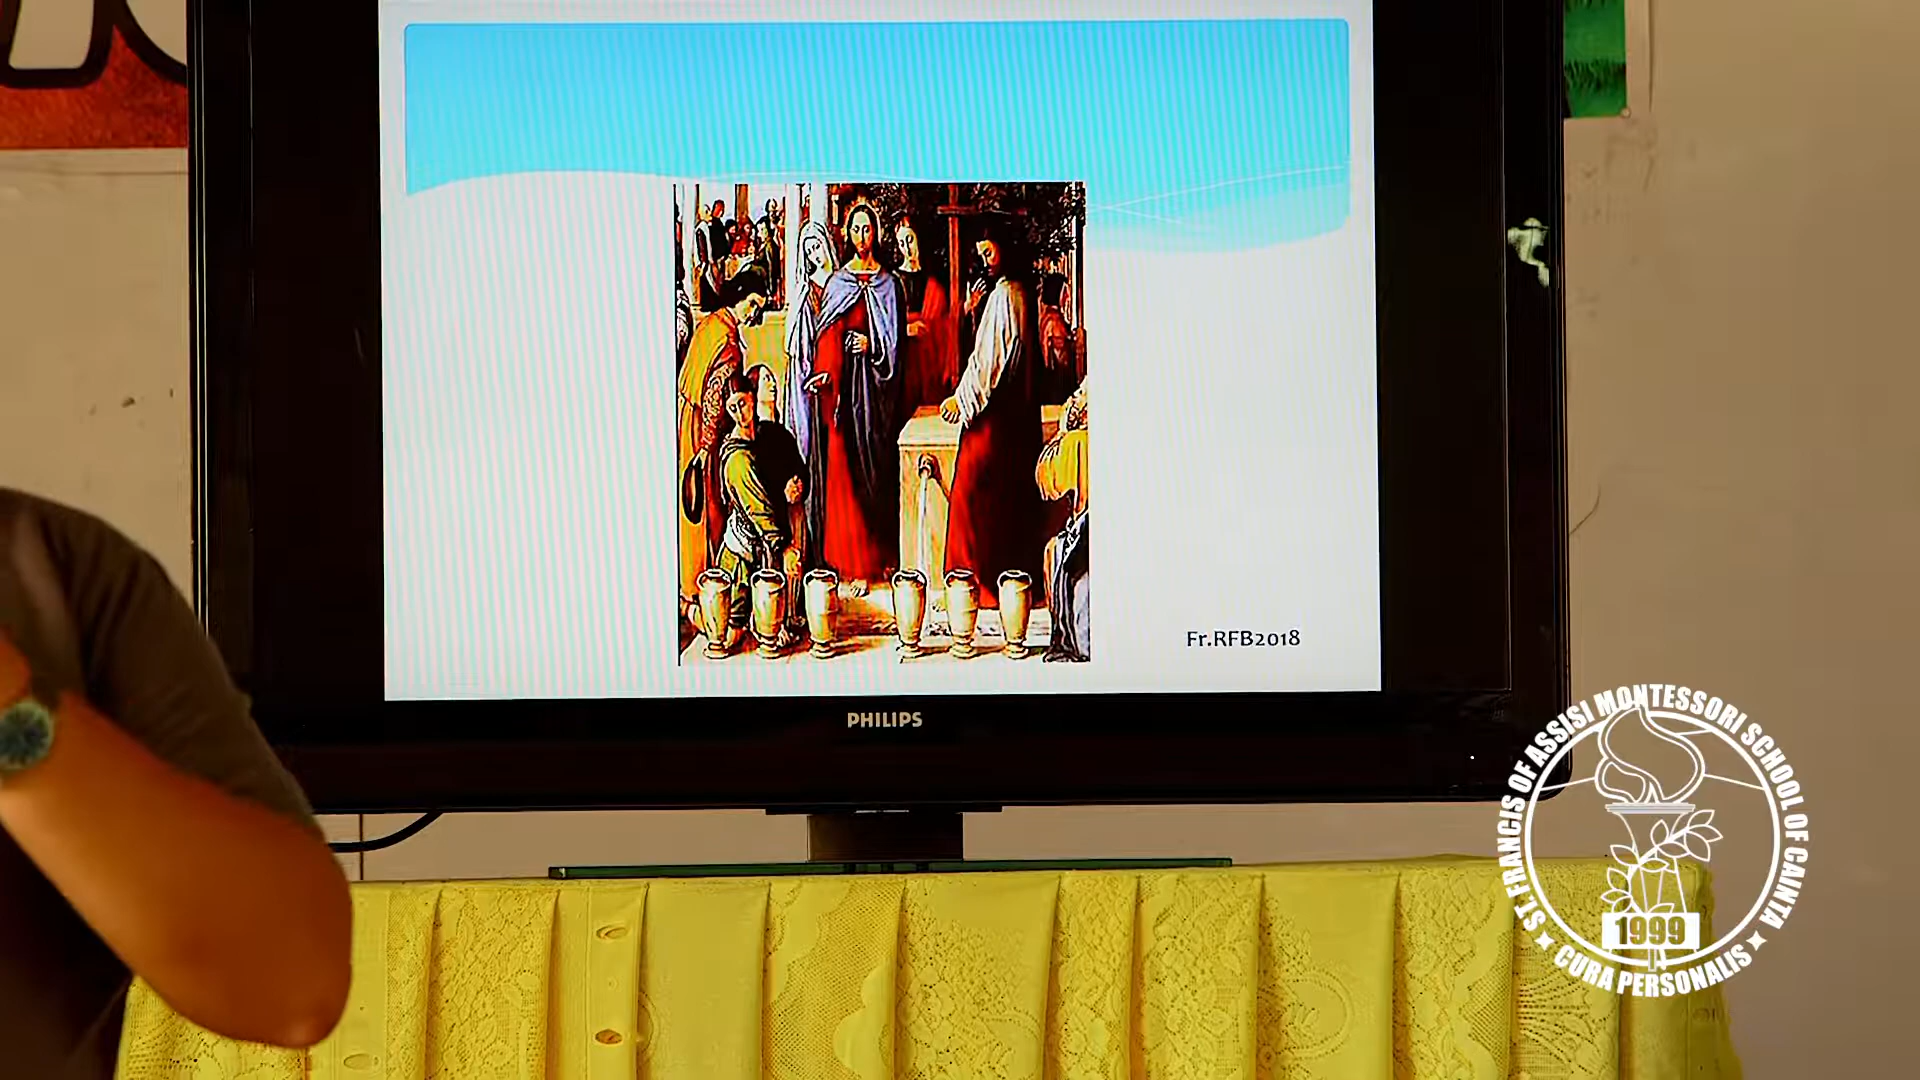 Fr.RFB2018
PHILIPS
ST. FRANCIS OF ASSISI MONTESSORI SCHOOL OF CAINTA
1999
CURA PERSONALIS